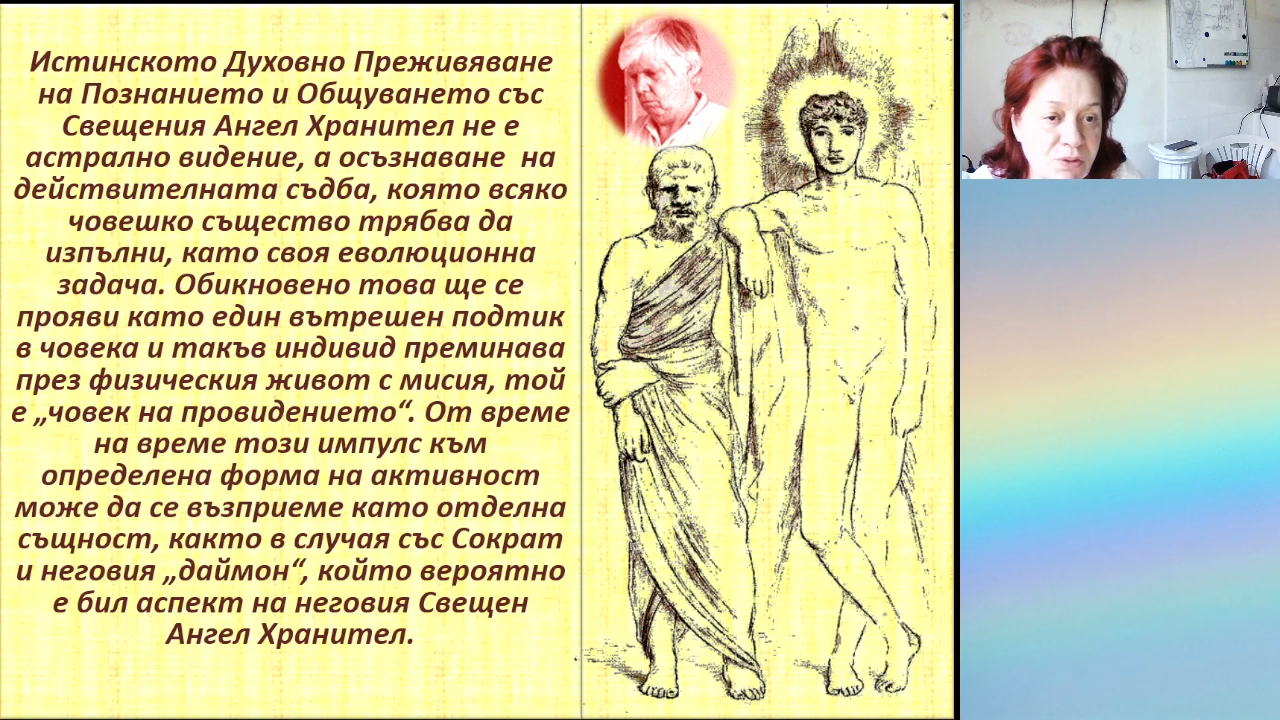 Истинското Духовно Преживяване
на Познанието и Общуването със
Свещения Ангел Хранител не е
астрално видение, а осъзнаване на
действителната съдба, която всяко
човешко същество трябва да
изпълни, като своя еволюционна
задача. Обикновено това ще се
прояви като един вътрешен подтик
в човека и такъв индивид преминава
през физическия живот с мисия, той
е „човек на провидението“. От време
на време този импулс към
определена форма на активност
може да се възприеме като отделна
същност, както в случая със Сократ
и неговия „даймон“, който вероятно
е бил аспект на неговия Свещен
Ангел Хранител.